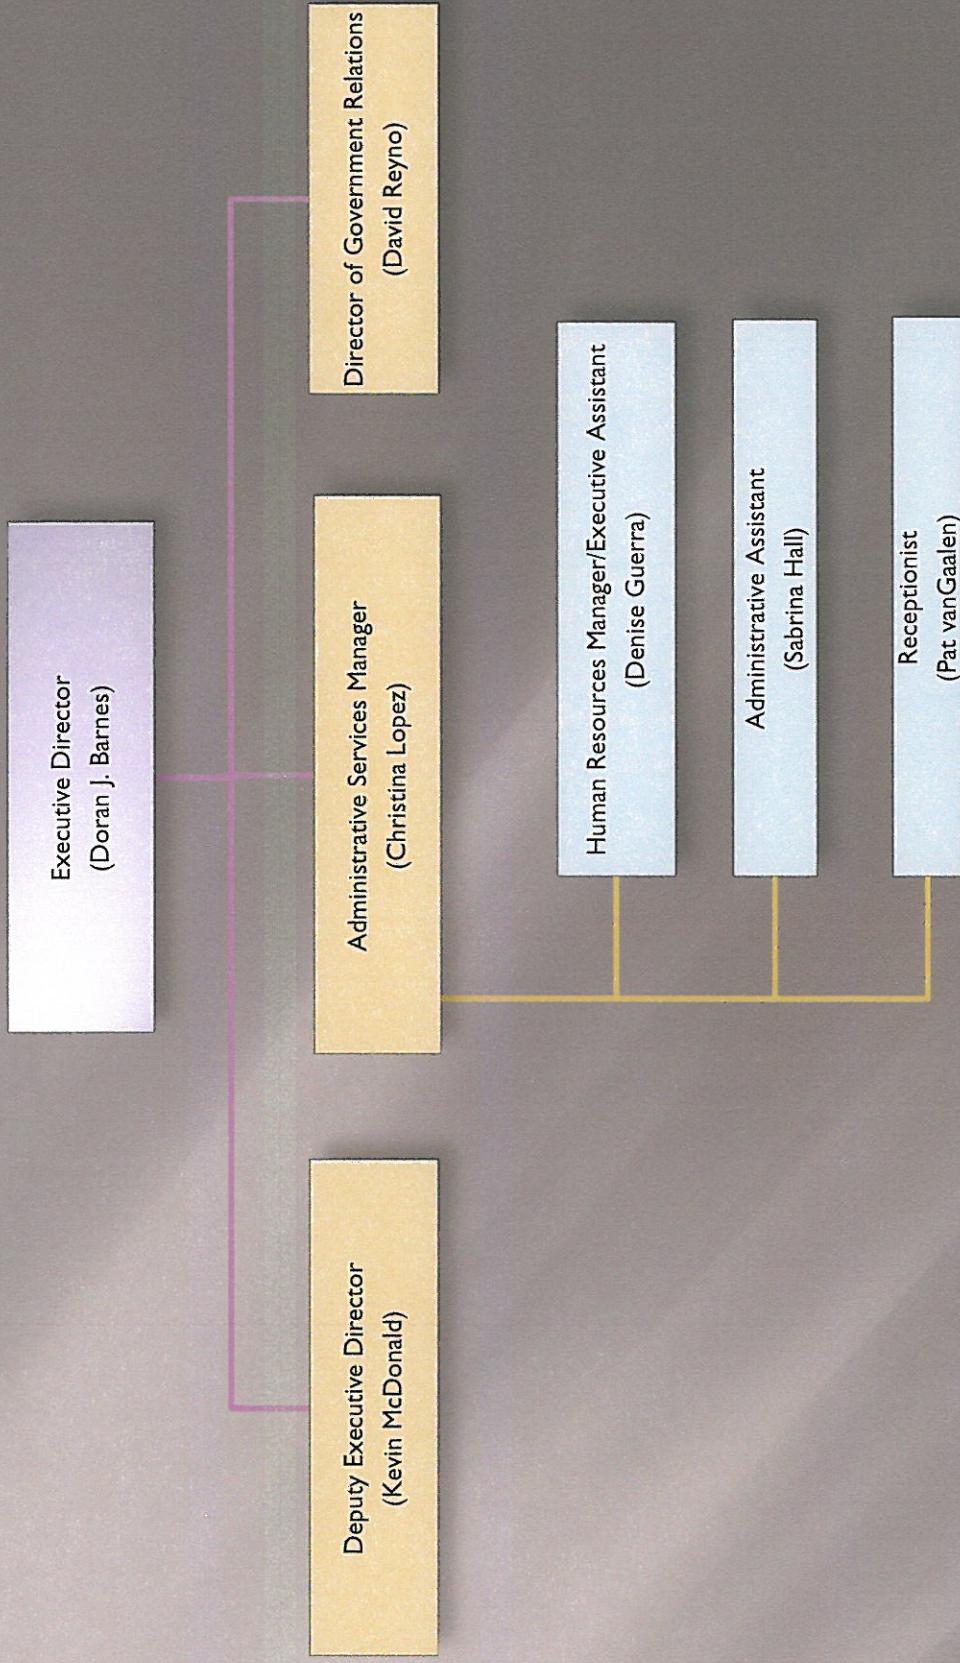 Executive Director
(Doran J. Barnes)
Deputy Executive Director
(Kevin McDonald)
Administrative Services Manager
(Christina Lopez)
Director of Government Relations
(David Reyno)
Human Resources Manager/Executive Assistant
(Denise Guerra)
Administrative Assistant
(Sabrina Hall)
Receptionist
(Pat vanGaalen)